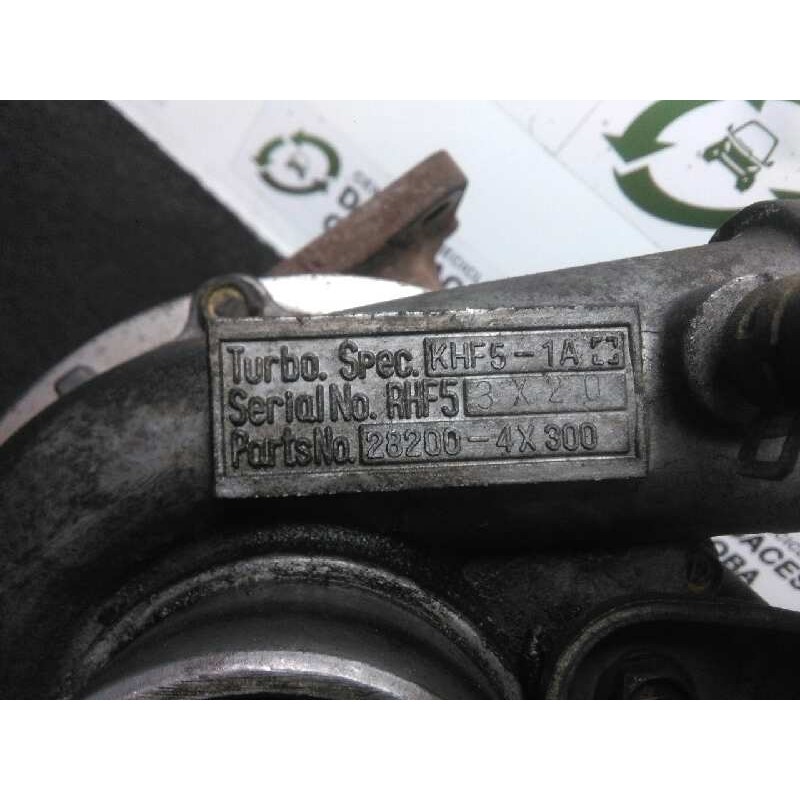 Turbo. Spec. KHF5-1A
Serial No. RHF5 3X20
Parts No. 28200-4X300